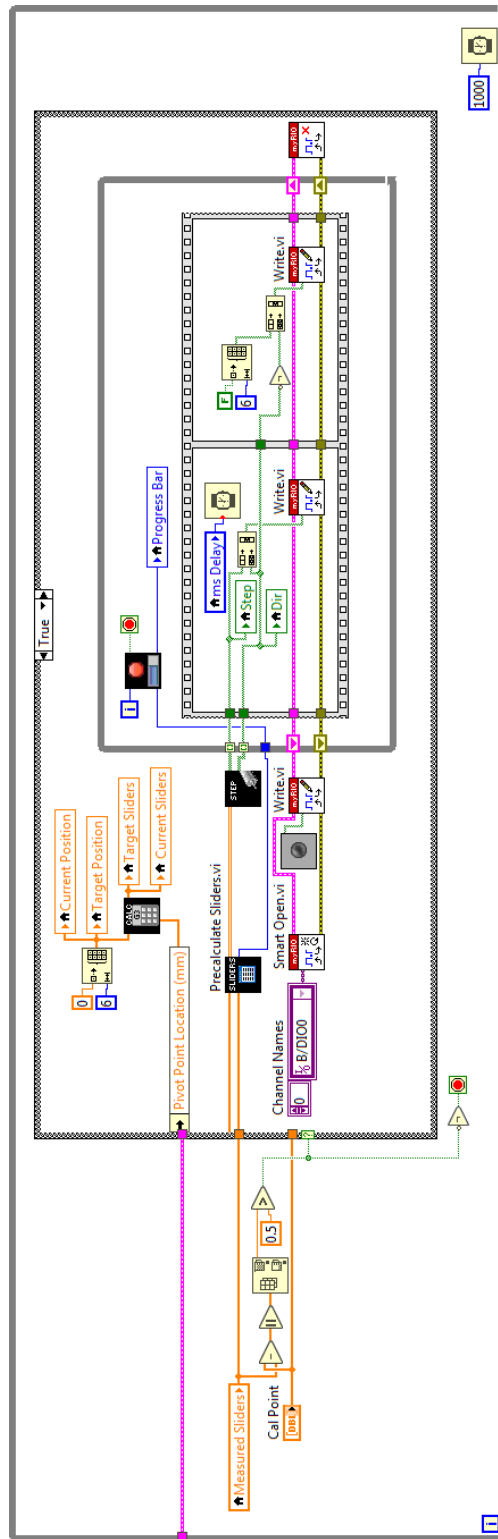 True
1000
i
Current Position
Target Position
0
6
CALC
Target Sliders
Current Sliders
Pivot Point Location (mm)
Progress Bar
i
F
6
ms Delay
Step
Dir
STEP
Precalculate Sliders.vi
SLIDERS
Smart Open.vi
Write.vi
Write.vi
Write.vi
myRIO
myRIO
myRIO
myRIO
myRIO
Channel Names
0
I/O B/DIO0
Measured Sliders
0.5
Cal Point
[DBL]
?
i